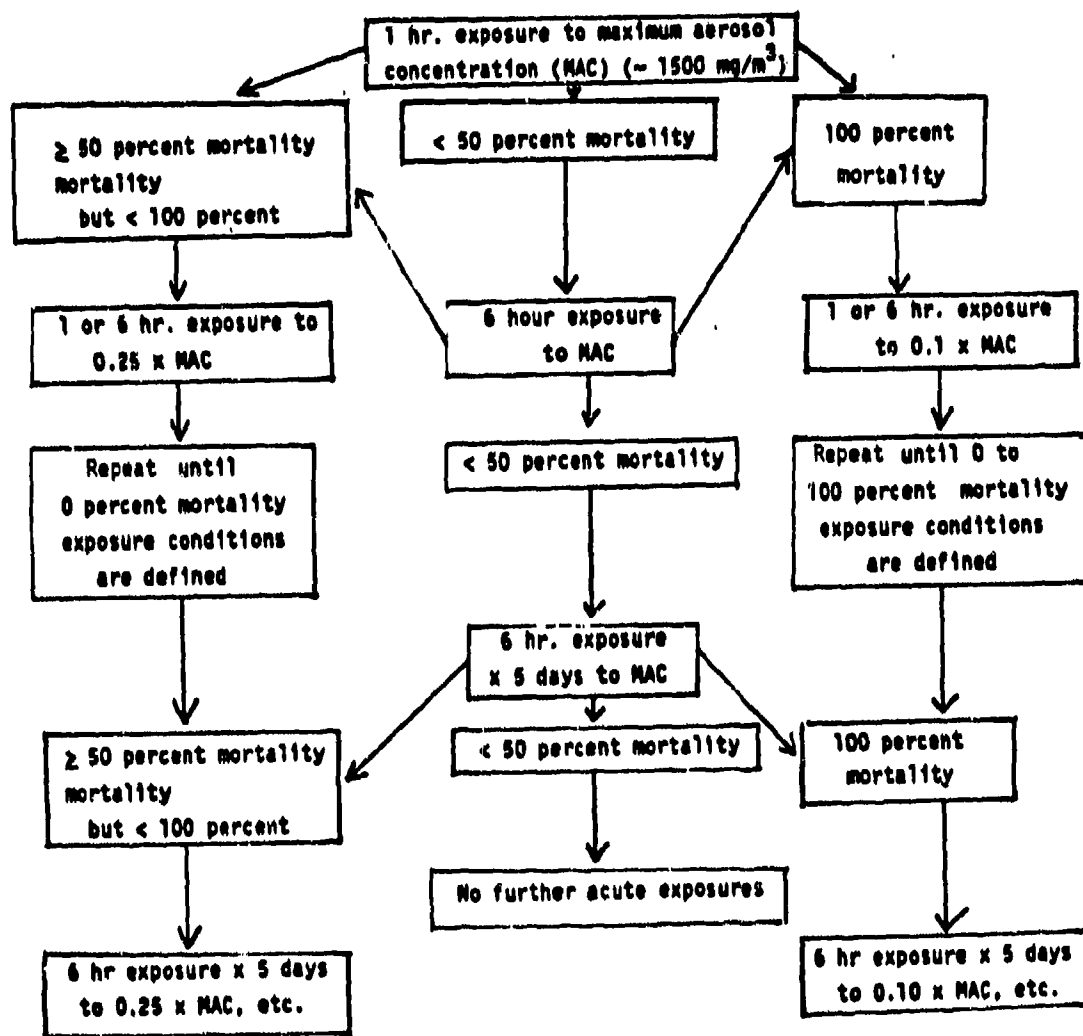 1 hr. exposure to maximum aerosol
concentration (MAC) (~ 1500 mg/m³)
≥ 50 percent mortality
mortality
but < 100 percent
< 50 percent mortality
100 percent
mortality
1 or 6 hr. exposure to
0.25 x MAC
6 hour exposure
to MAC
1 or 6 hr. exposure
to 0.1 x MAC
Repeat until
0 percent mortality
exposure conditions
are defined
< 50 percent mortality
Repeat until 0 to
100 percent mortality
exposure conditions
are defined
6 hr. exposure
x 5 days to MAC
≥ 50 percent mortality
mortality
but < 100 percent
< 50 percent mortality
100 percent
mortality
No further acute exposures
6 hr exposure x 5 days
to 0.25 x MAC, etc.
6 hr exposure x 5 days
to 0.10 x MAC, etc.